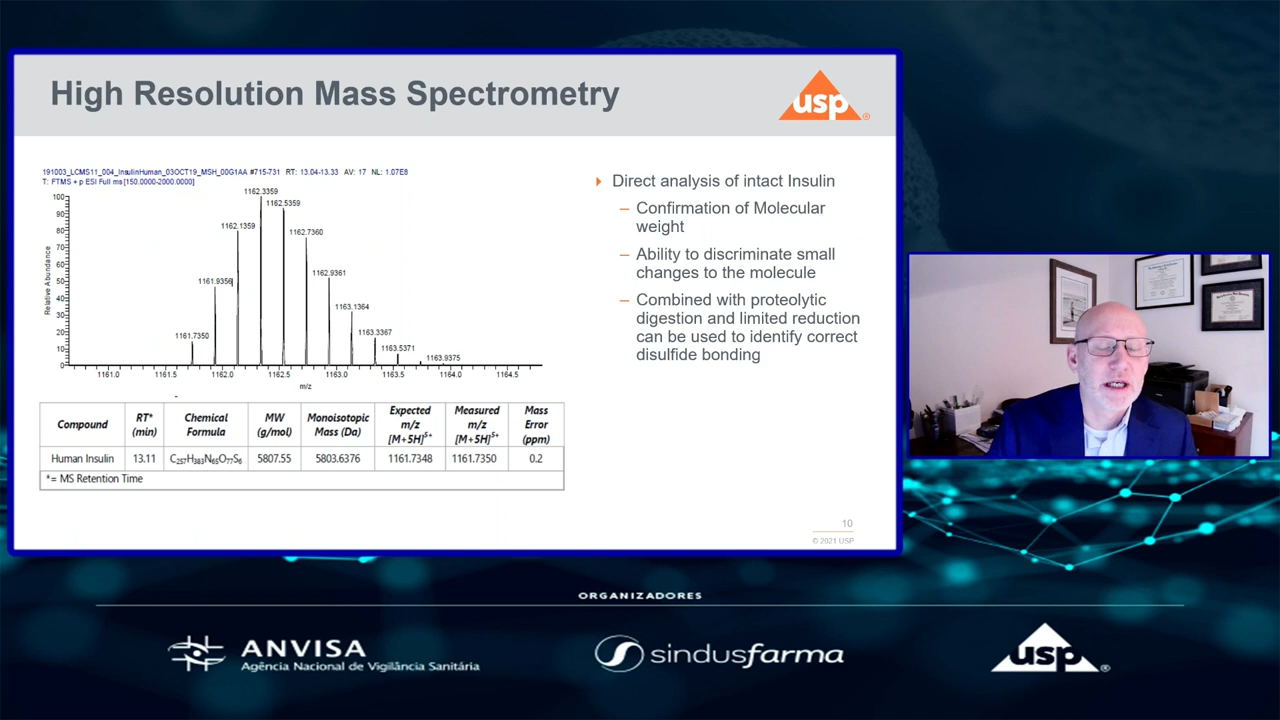 High Resolution Mass Spectrometry
usp®
191003_LCMS11_004_InsulinHuman_03OCT19_MSH_00G1AA #715-731 RT: 13.04-13.33 AV: 17 NL: 1.07E8
T: FTMS + p ESI Full ms [150.0000-2000.0000]
1162.3359
1162.5359
1162.1359
1162.7360
1161.9356
1162.9361
1163.1364
1161.7350
1163.3367
1163.5371
1163.9375
100
90
80
70
60
50
40
30
20
10
0
Relative Abundance
1161.0 1161.5 1162.0 1162.5 1163.0 1163.5 1164.0 1164.5
m/z
Compound RT* (min) Chemical Formula MW (g/mol) Monoisotopic Mass (Da) Expected m/z [M+5H]5+ Measured m/z [M+5H]5+ Mass Error (ppm)
Human Insulin 13.11 C257H383N65O77S6 5807.55 5803.6376 1161.7348 1161.7350 0.2
*= MS Retention Time
Direct analysis of intact Insulin
– Confirmation of Molecular
weight
– Ability to discriminate small
changes to the molecule
– Combined with proteolytic
digestion and limited reduction
can be used to identify correct
disulfide bonding
10
© 2021 USP
ORGANIZADORES
ANVISA
Agência Nacional de Vigilância Sanitária
sindusfarma
usp®